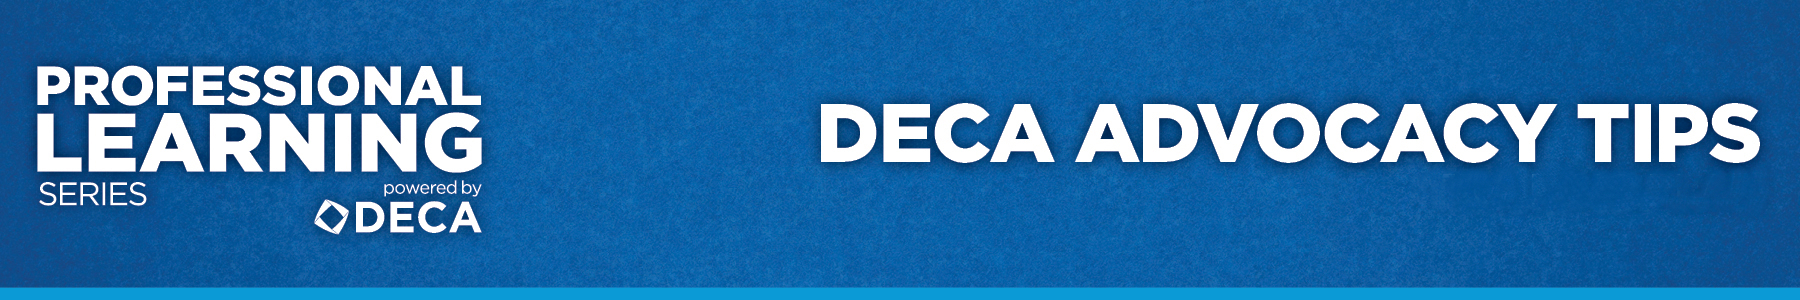 PROFESSIONAL
LEARNING
SERIES
powered by
DECA
DECA ADVOCACY TIPS